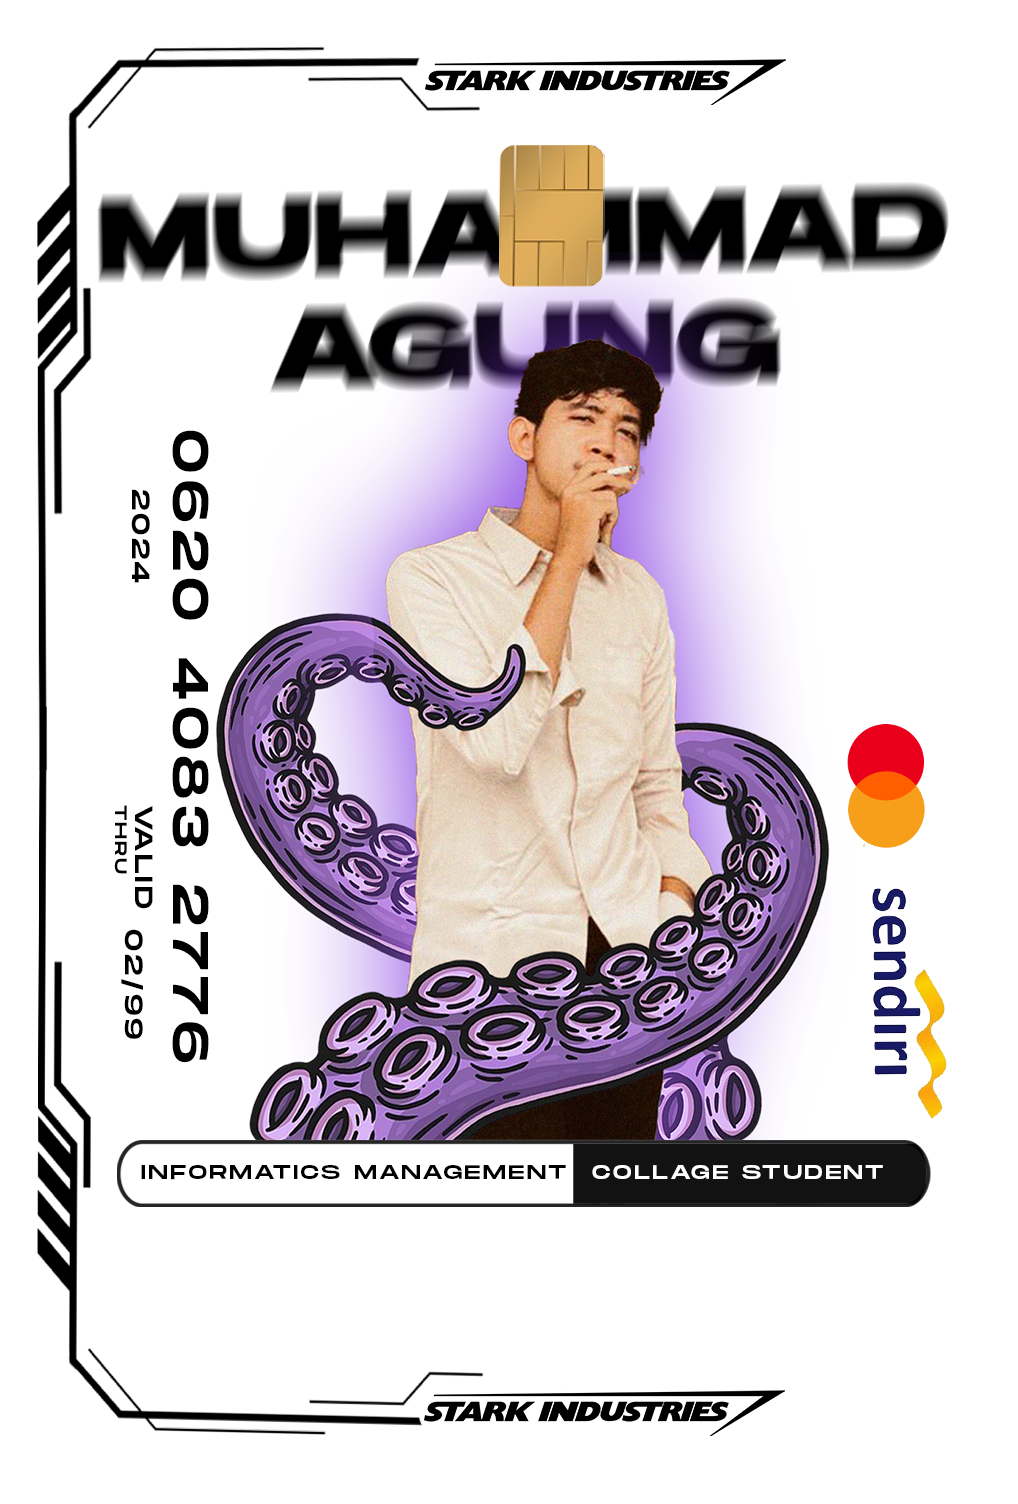 STARK INDUSTRIES
MUHAMMAD
AGUNG
0620 4083 2776
2024
VALID
THRU
02/99
sendiri
INFORMATICS MANAGEMENT
COLLAGE STUDENT
STARK INDUSTRIES